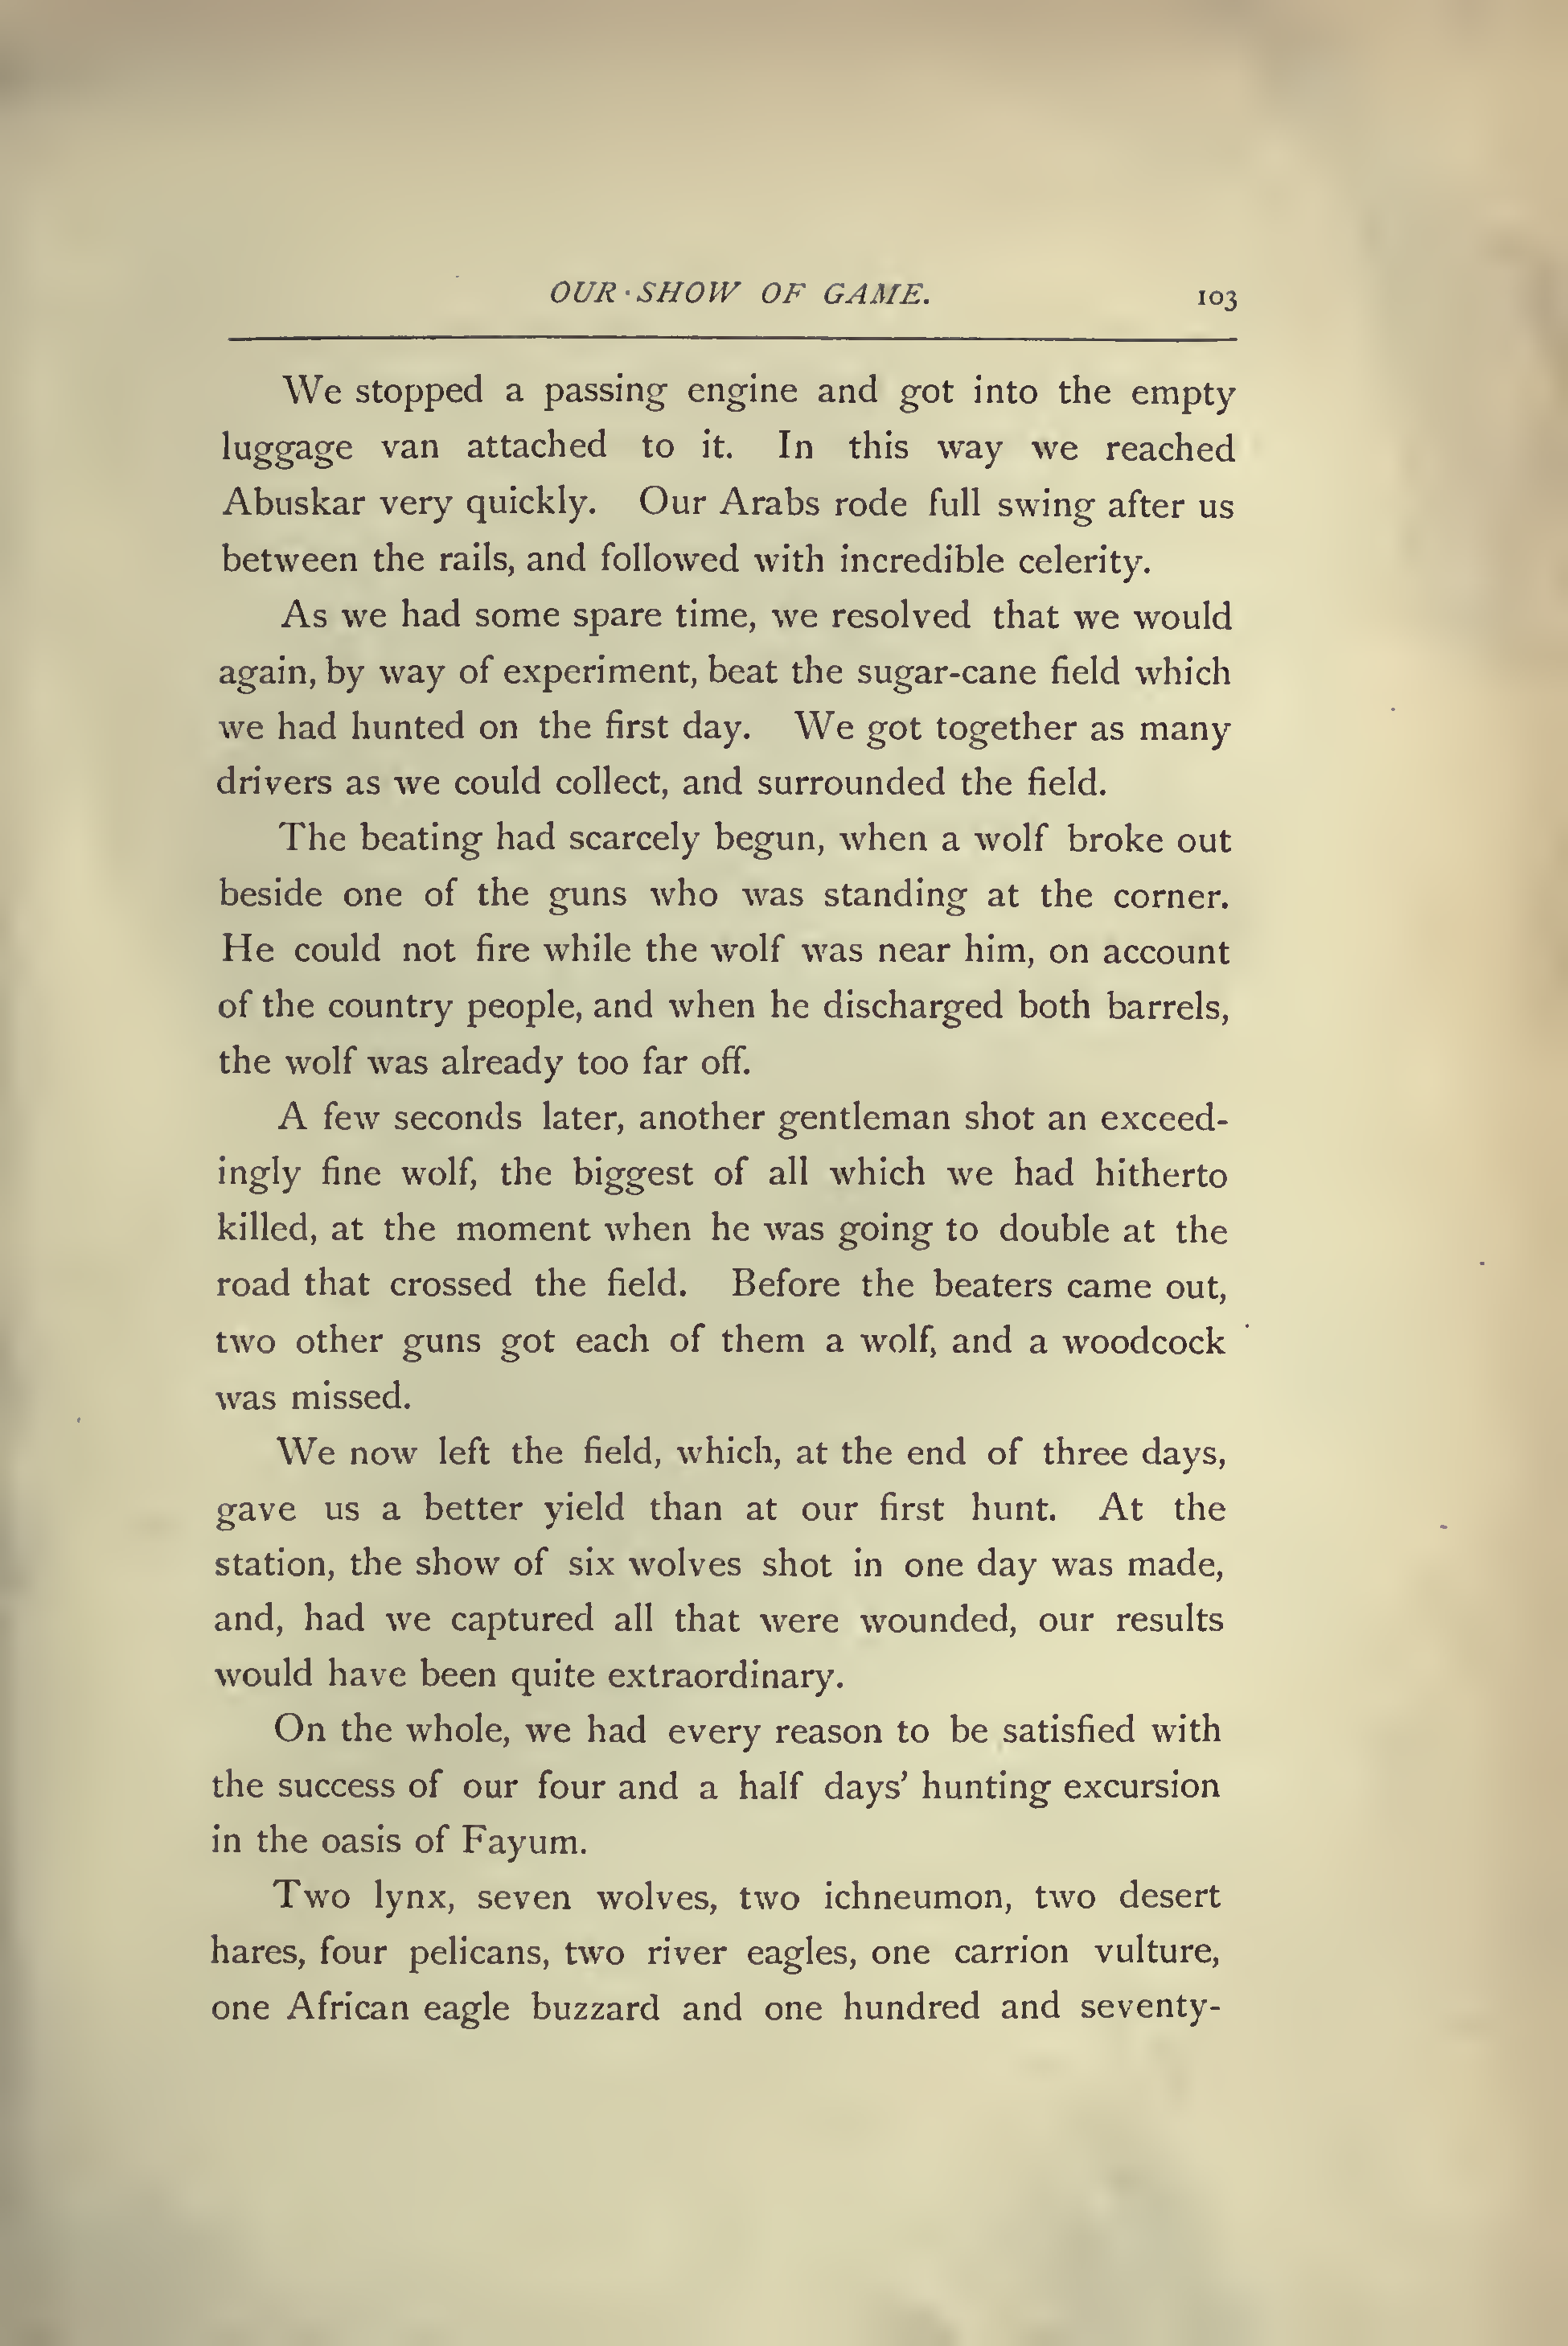 OUR SHOW OF GAME. 103
We stopped a passing engine and got into the empty
luggage van attached to it. In this way we reached
Abuskar very quickly. Our Arabs rode full swing after us
between the rails, and followed with incredible celerity.
As we had some spare time, we resolved that we would
again, by way of experiment, beat the sugar-cane field which
we had hunted on the first day. We got together as many
drivers as we could collect, and surrounded the field.
The beating had scarcely begun, when a wolf broke out
beside one of the guns who was standing at the corner.
He could not fire while the wolf was near him, on account
of the country people, and when he discharged both barrels,
the wolf was already too far off.
A few seconds later, another gentleman shot an exceed-
ingly fine wolf, the biggest of all which we had hitherto
killed, at the moment when he was going to double at the
road that crossed the field. Before the beaters came out,
two other guns got each of them a wolf, and a woodcock
was missed.
We now left the field, which, at the end of three days,
gave us a better yield than at our first hunt. At the
station, the show of six wolves shot in one day was made,
and, had we captured all that were wounded, our results
would have been quite extraordinary.
On the whole, we had every reason to be satisfied with
the success of our four and a half days' hunting excursion
in the oasis of Fayum.
Two lynx, seven wolves, two ichneumon, two desert
hares, four pelicans, two river eagles, one carrion vulture,
one African eagle buzzard and one hundred and seventy-